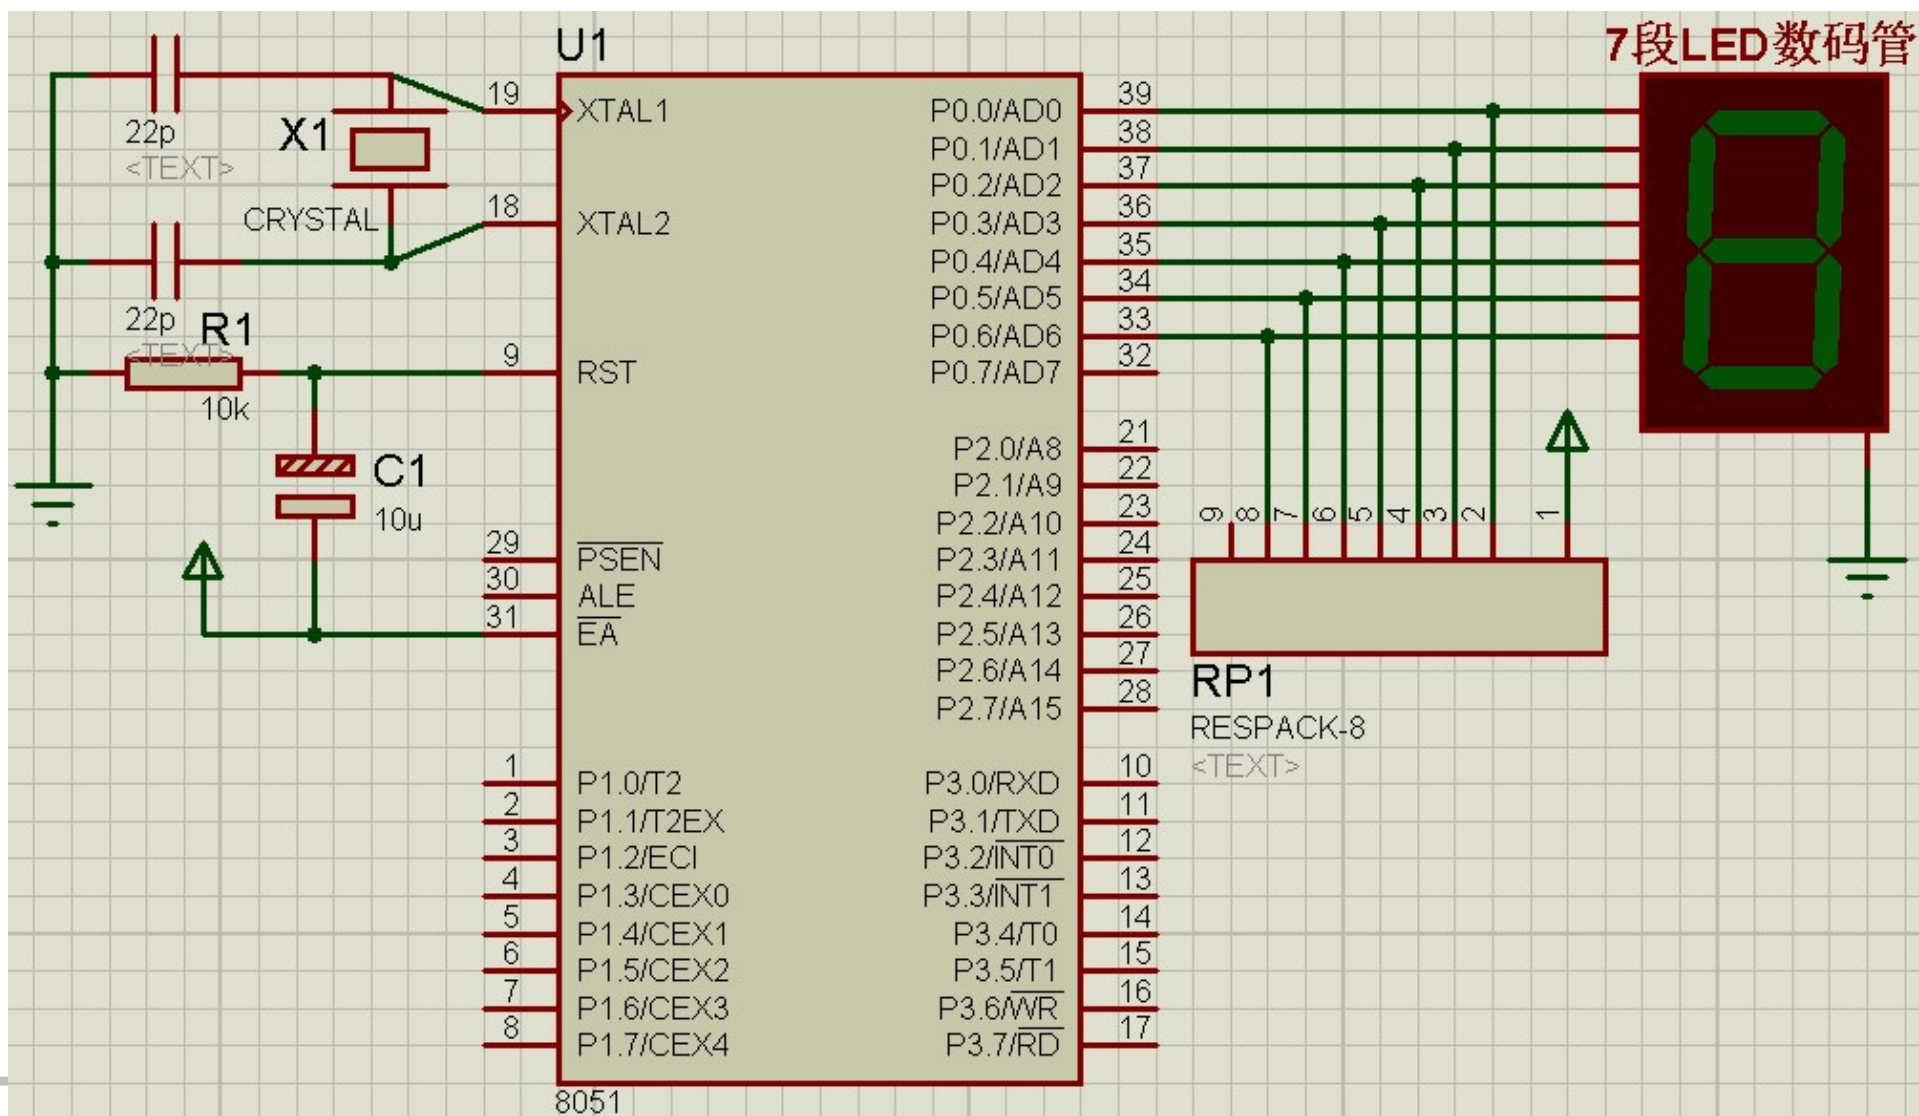 U1
7段LED数码管
22p
<TEXT>
X1
CRYSTAL
22p
<TEXT>
R1
10k
C1
10u
19
XTAL1
18
XTAL2
9
RST
29
PSEN
30
ALE
31
EA
1
P1.0/T2
2
P1.1/T2EX
3
P1.2/ECI
4
P1.3/CEX0
5
P1.4/CEX1
6
P1.5/CEX2
7
P1.6/CEX3
8
P1.7/CEX4
P0.0/AD0
39
P0.1/AD1
38
P0.2/AD2
37
P0.3/AD3
36
P0.4/AD4
35
P0.5/AD5
34
P0.6/AD6
33
P0.7/AD7
32
P2.0/A8
21
P2.1/A9
22
P2.2/A10
23
P2.3/A11
24
P2.4/A12
25
P2.5/A13
26
P2.6/A14
27
P2.7/A15
28
P3.0/RXD
10
P3.1/TXD
11
P3.2/INT0
12
P3.3/INT1
13
P3.4/T0
14
P3.5/T1
15
P3.6/WR
16
P3.7/RD
17
8051
9 8 7 6 5 4 3 2 1
RP1
RESPACK-8
<TEXT>